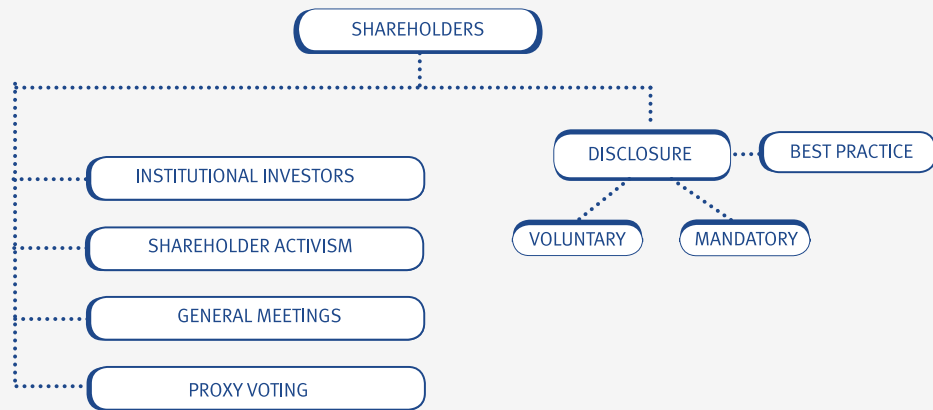 SHAREHOLDERS
DISCLOSURE
BEST PRACTICE
INSTITUTIONAL INVESTORS
VOLUNTARY
MANDATORY
SHAREHOLDER ACTIVISM
GENERAL MEETINGS
PROXY VOTING